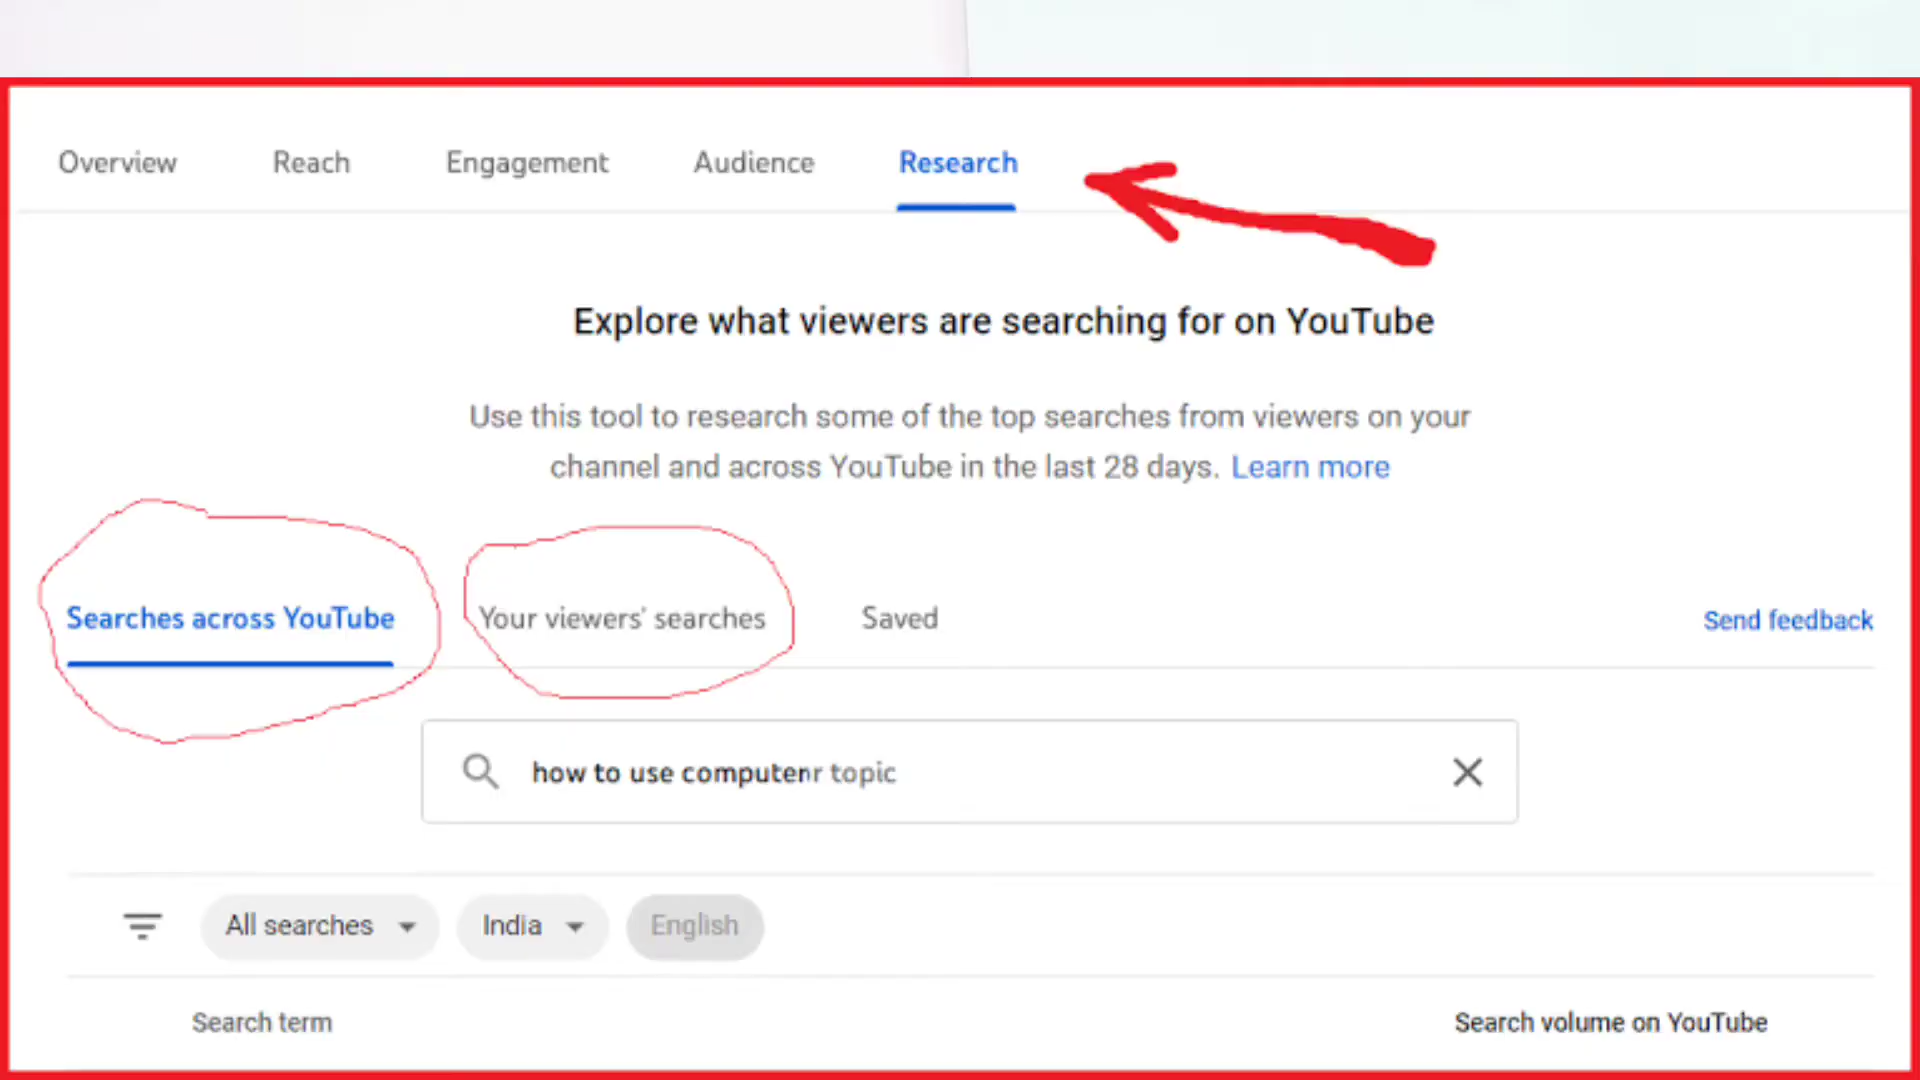 Overview Reach Engagement Audience Research
Explore what viewers are searching for on YouTube
Use this tool to research some of the top searches from viewers on your
channel and across YouTube in the last 28 days. Learn more
Searches across YouTube Your viewers' searches Saved Send feedback
how to use computer topic
All searches India English
Search term Search volume on YouTube